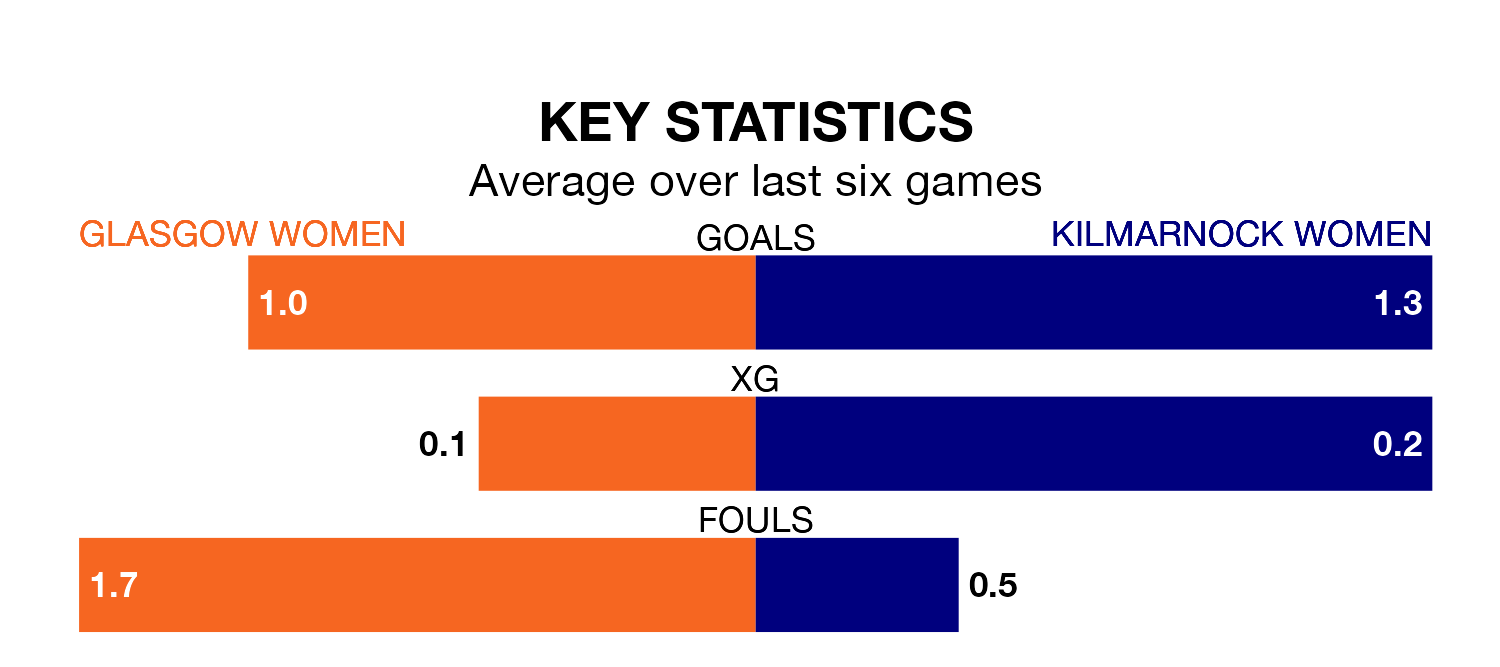 KEY STATISTICS
Average over last six games
GLASGOW WOMEN GOALS KILMARNOCK WOMEN
1.0 1.3
XG
0.1 0.2
FOULS
1.7 0.5